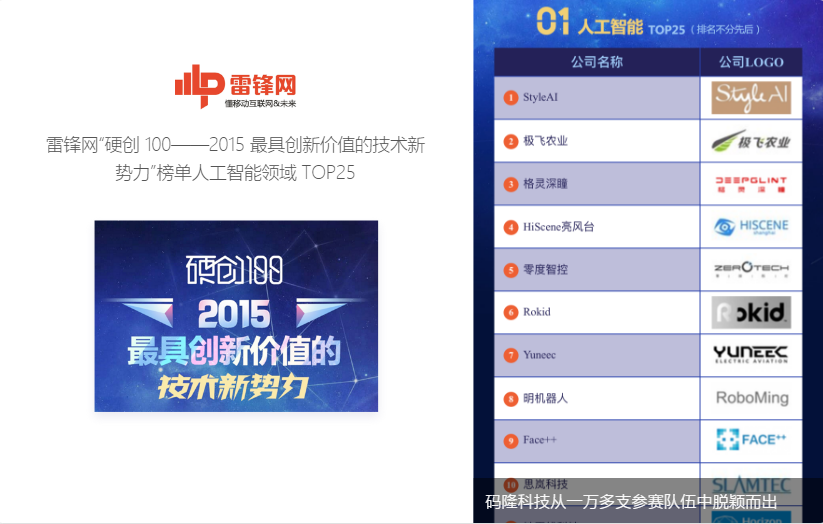 雷锋网
懂移动互联网&未来
雷锋网“硬创 100——2015 最具创新价值的技术新
势力”榜单人工智能领域 TOP25
硬创100
2015
最具创新价值的
技术新势力
01 人工智能 TOP25（排名不分先后）
公司名称 公司LOGO
1 StyleAI Style AI
2 极飞农业 极飞农业
3 格灵深瞳 DEEPGLINT
格灵深瞳
4 HiScene亮风台 HISCENE
shanghai
5 零度智控 ZEROTECH
6 Rokid Rokid
7 Yuneec YUNEEC
ELECTRIC AVIATION
8 明机器人 RoboMing
9 Face++ FACE++
10 思岚科技 SLAMTEC
码隆科技从一万多支参赛队伍中脱颖而出
Horizon